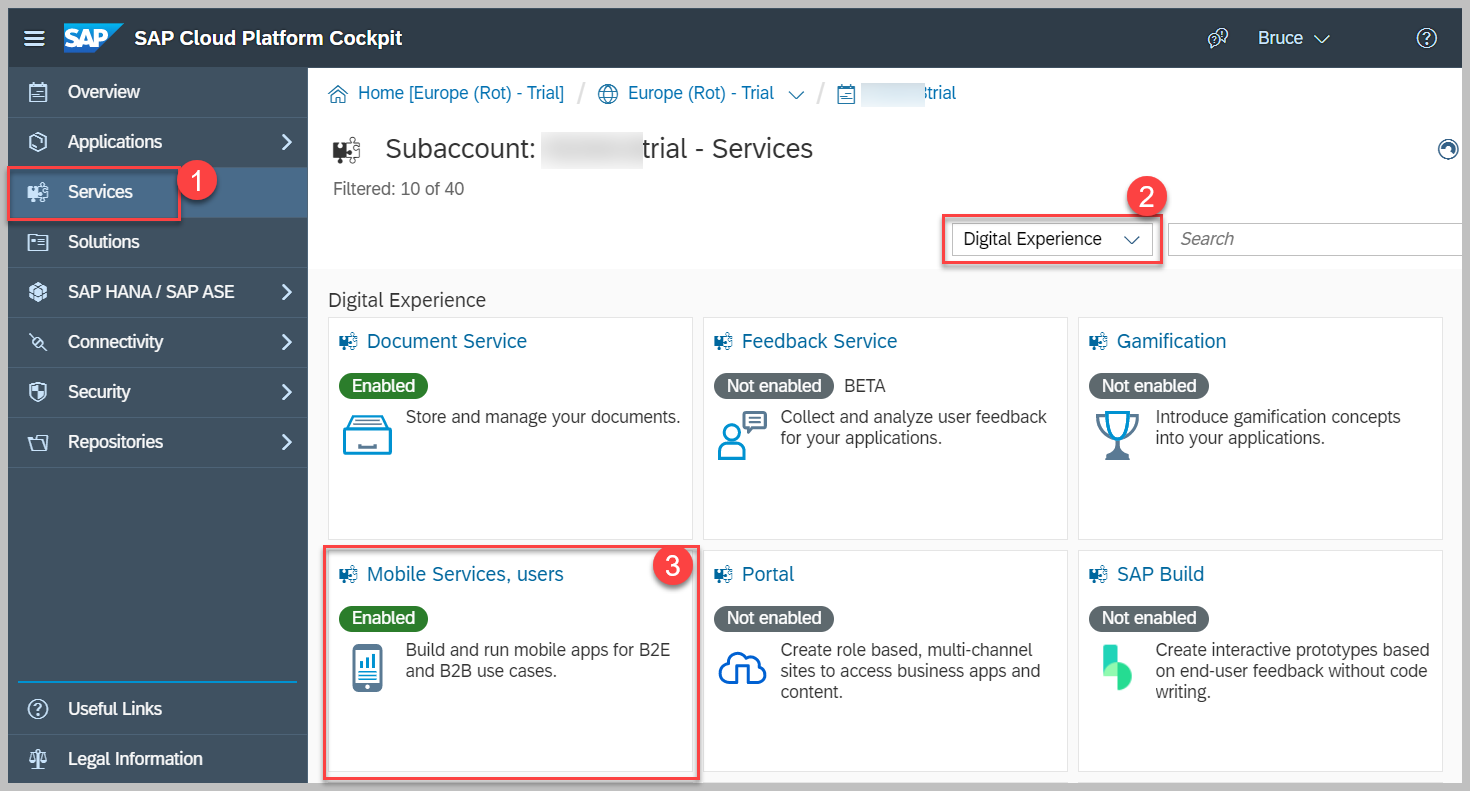 SAP SAP Cloud Platform Cockpit
Bruce
Overview
Applications
Services
1
Solutions
SAP HANA / SAP ASE
Connectivity
Security
Repositories
Useful Links
Legal Information
Home [Europe (Rot) - Trial] / Europe (Rot) - Trial / trial
Subaccount: trial - Services
Filtered: 10 of 40
2
Digital Experience
Search
Digital Experience
Document Service
Enabled
Store and manage your documents.
Feedback Service
Not enabled BETA
Collect and analyze user feedback
for your applications.
Gamification
Not enabled
Introduce gamification concepts
into your applications.
3
Mobile Services, users
Enabled
Build and run mobile apps for B2E
and B2B use cases.
Portal
Not enabled
Create role based, multi-channel
sites to access business apps and
content.
SAP Build
Not enabled
Create interactive prototypes based
on end-user feedback without code
writing.